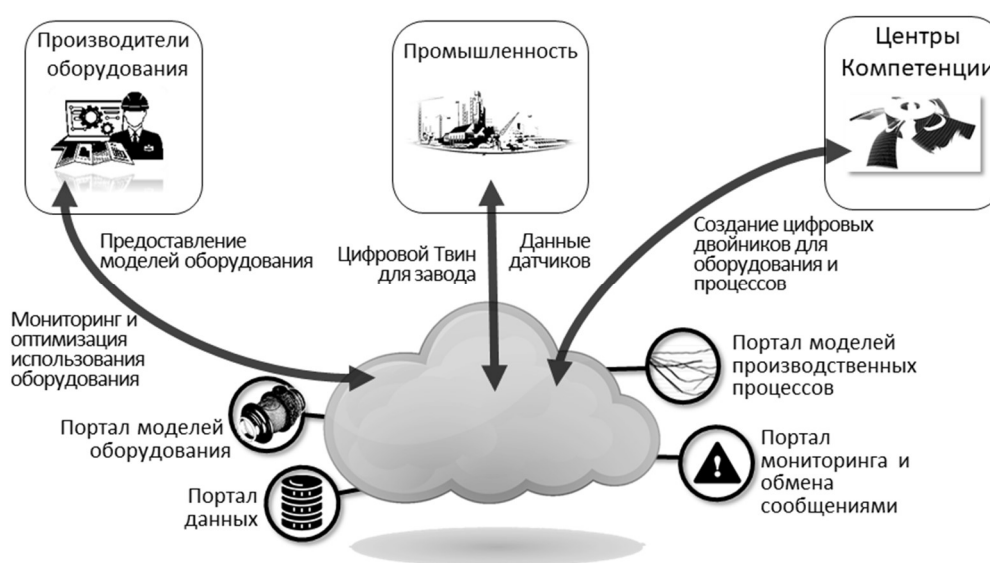 Производители
оборудования
Промышленность
Центры
Компетенции
Предоставление
моделей оборудования
Мониторинг и
оптимизация
использования
оборудования
Цифровой Твин
для завода
Данные
датчиков
Создание цифровых
двойников для
оборудования и
процессов
Портал моделей
оборудования
Портал
данных
Портал моделей
производственных
процессов
Портал
мониторинга и
обмена
сообщениями